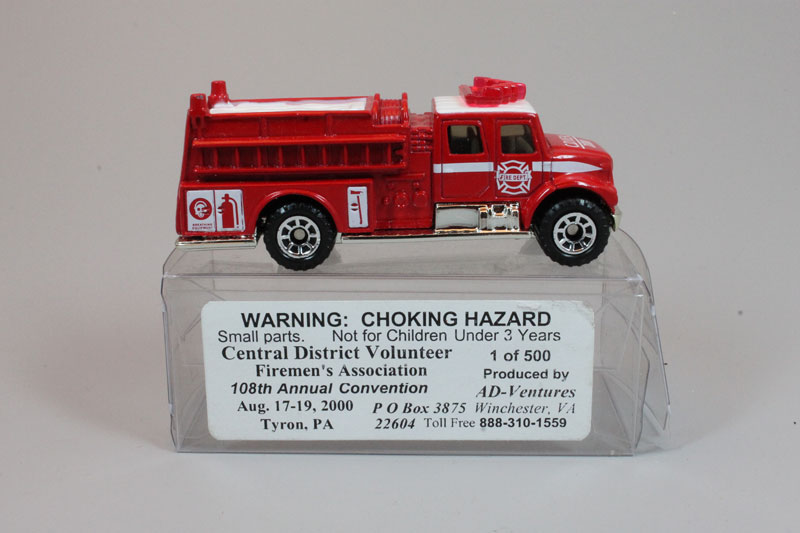 FIRE DEPT.
BREATHING
EQUIPMENT
WARNING: CHOKING HAZARD
Small parts. Not for Children Under 3 Years
Central District Volunteer 1 of 500
Firemen's Association Produced by
108th Annual Convention AD-Ventures
Aug. 17-19, 2000 P O Box 3875 Winchester, VA
Tyron, PA 22604 Toll Free 888-310-1559